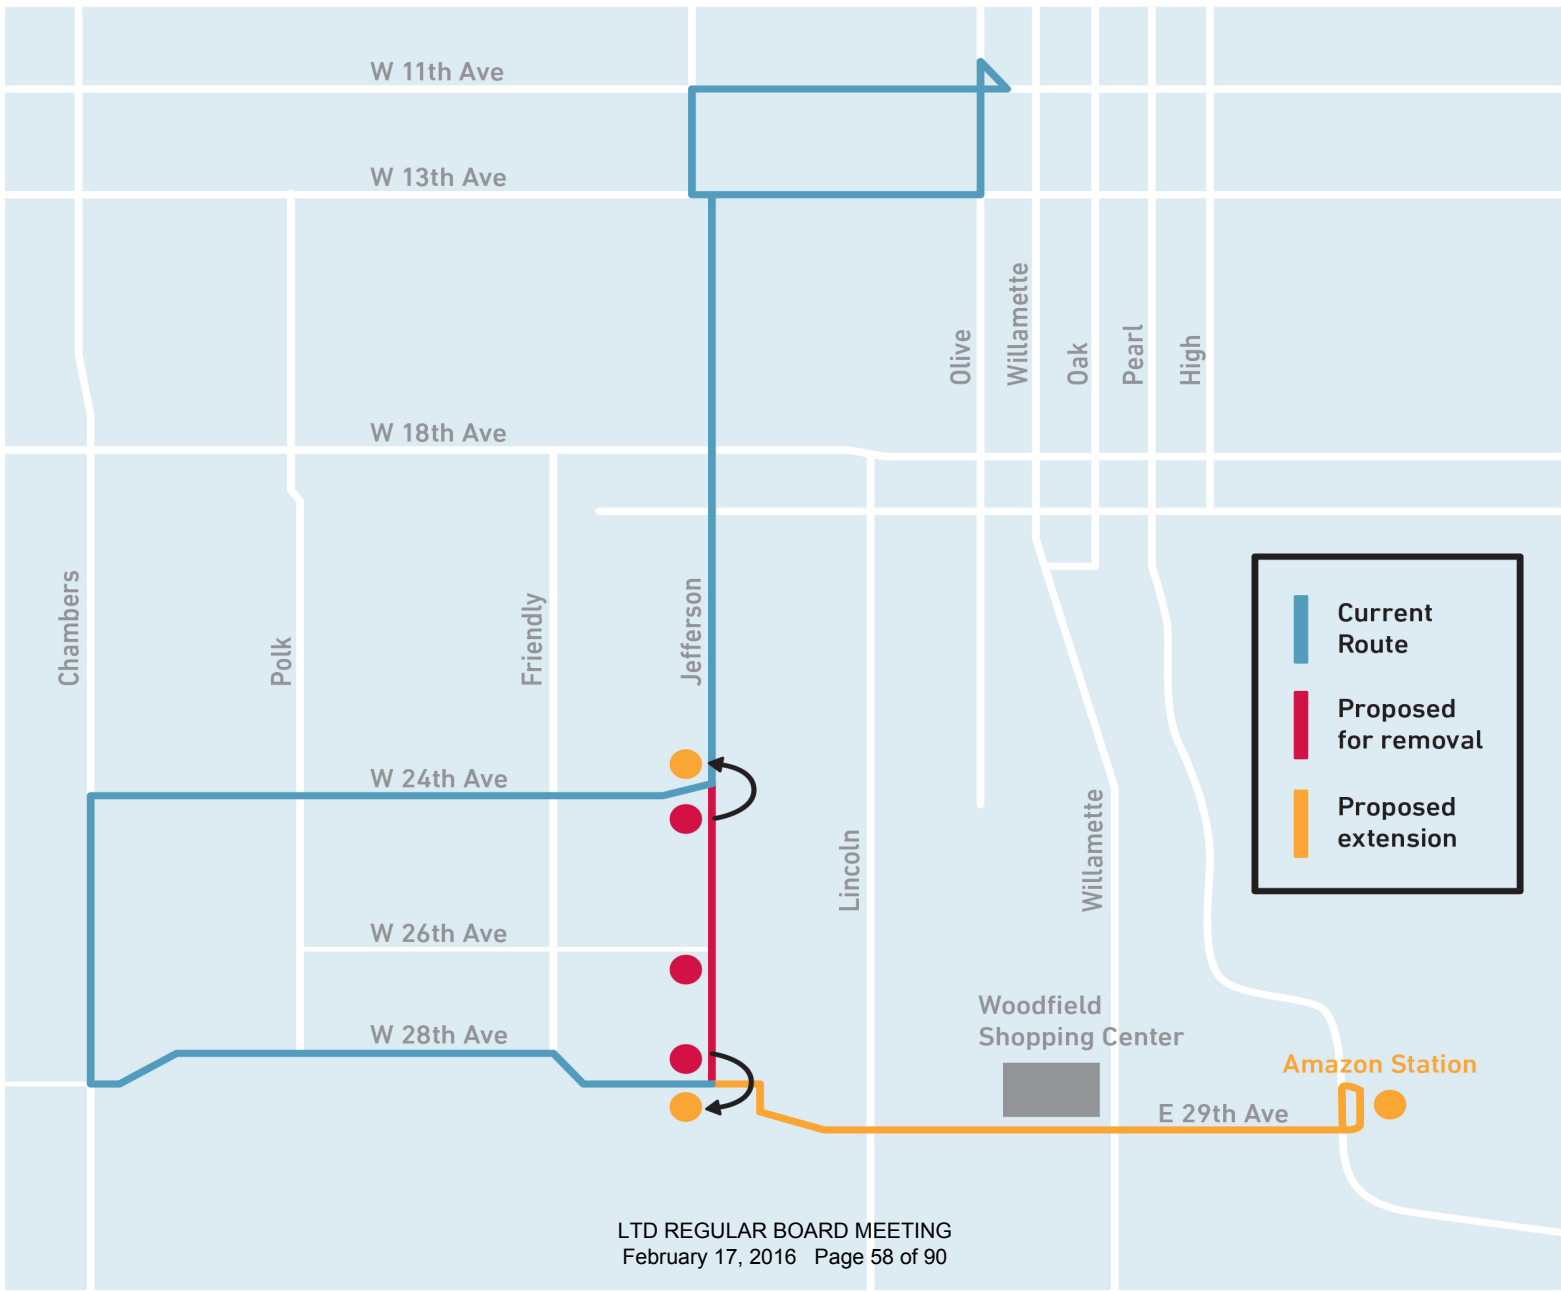 W 11th Ave
W 13th Ave
Olive
Willamette
Oak
Pearl
High
W 18th Ave
Chambers
Polk
Friendly
Jefferson
Current
Route
Proposed
for removal
Proposed
extension
W 24th Ave
Lincoln
Willamette
W 26th Ave
W 28th Ave
Woodfield
Shopping Center
Amazon Station
E 29th Ave
LTD REGULAR BOARD MEETING
February 17, 2016 Page 58 of 90